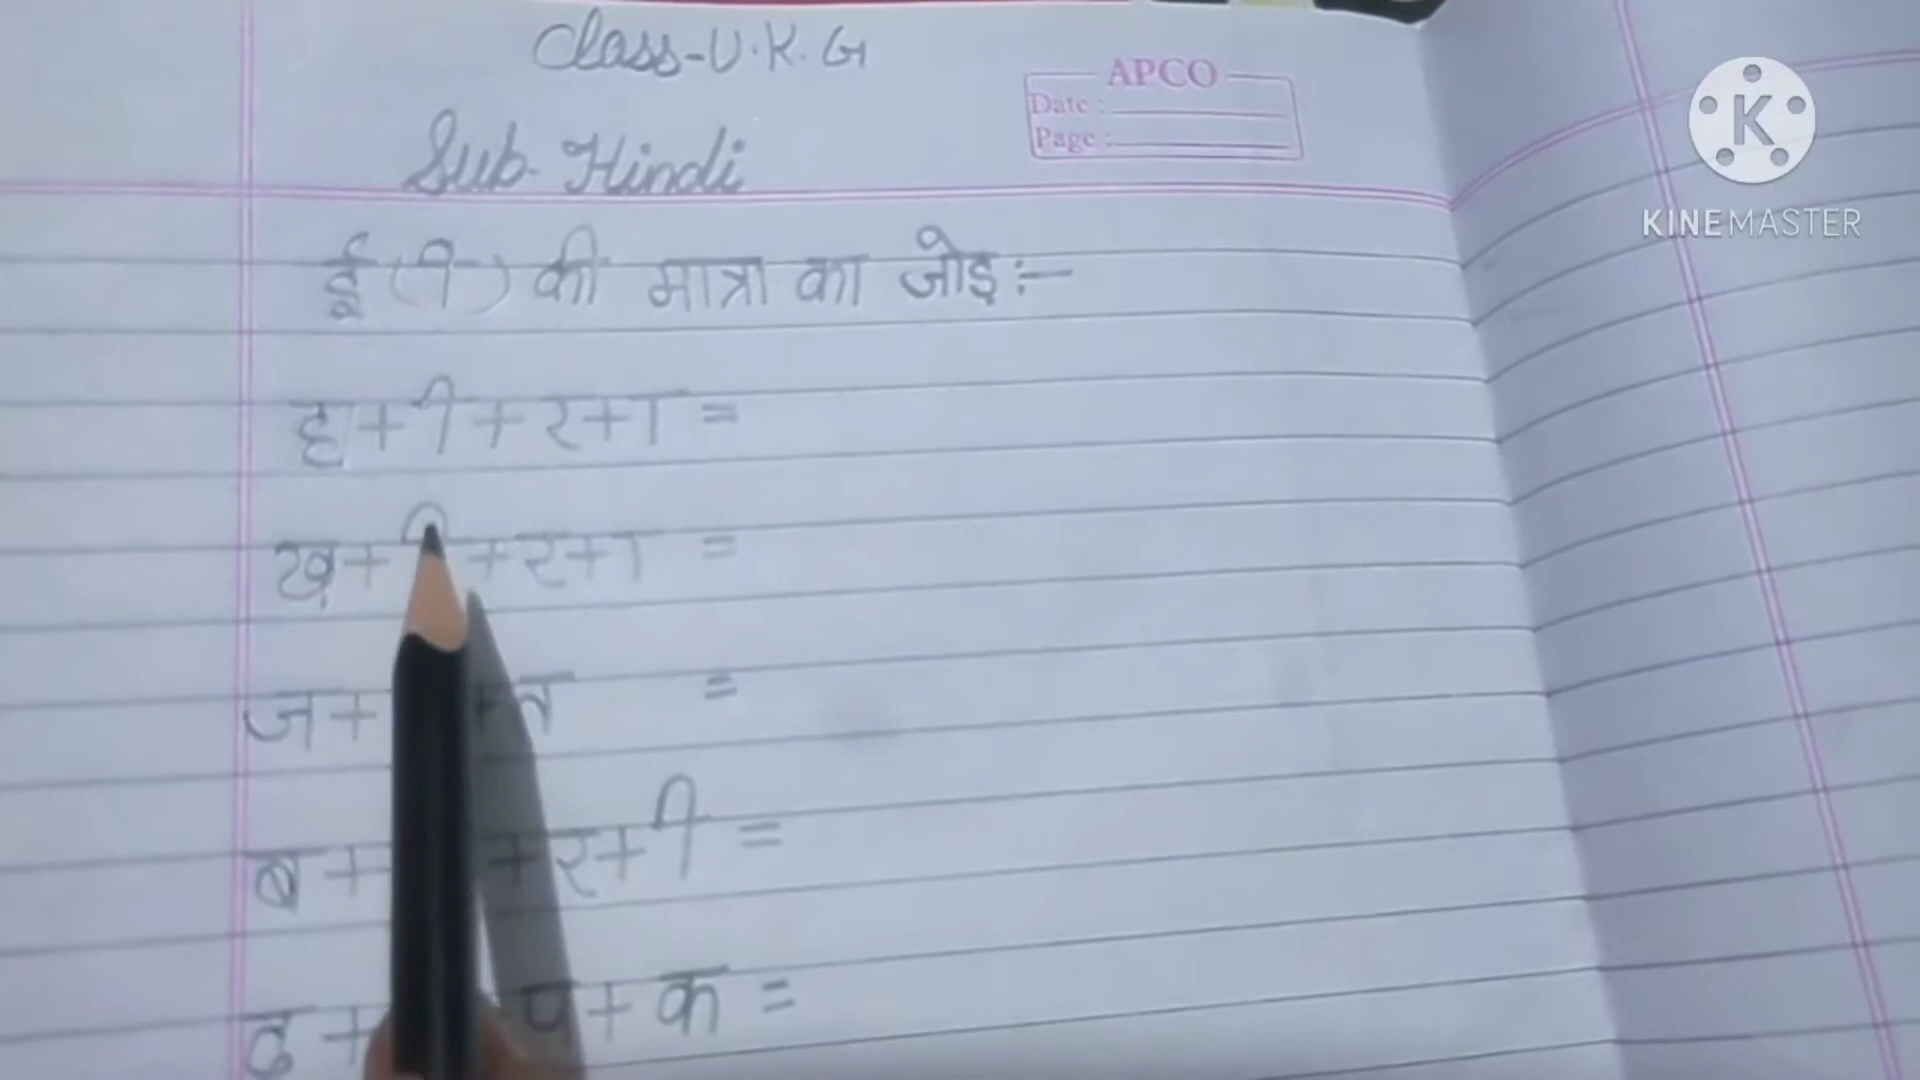 Class-U.K.G
APCO
Date :
Page :
Sub- Hindi
KINEMASTER
ई (ी) की मात्रा का जोड़ :-
ह + ी + र + ा =
ख + ी + र + ा =
ज + + त =
ब + + र + ी =
द + + प + क =